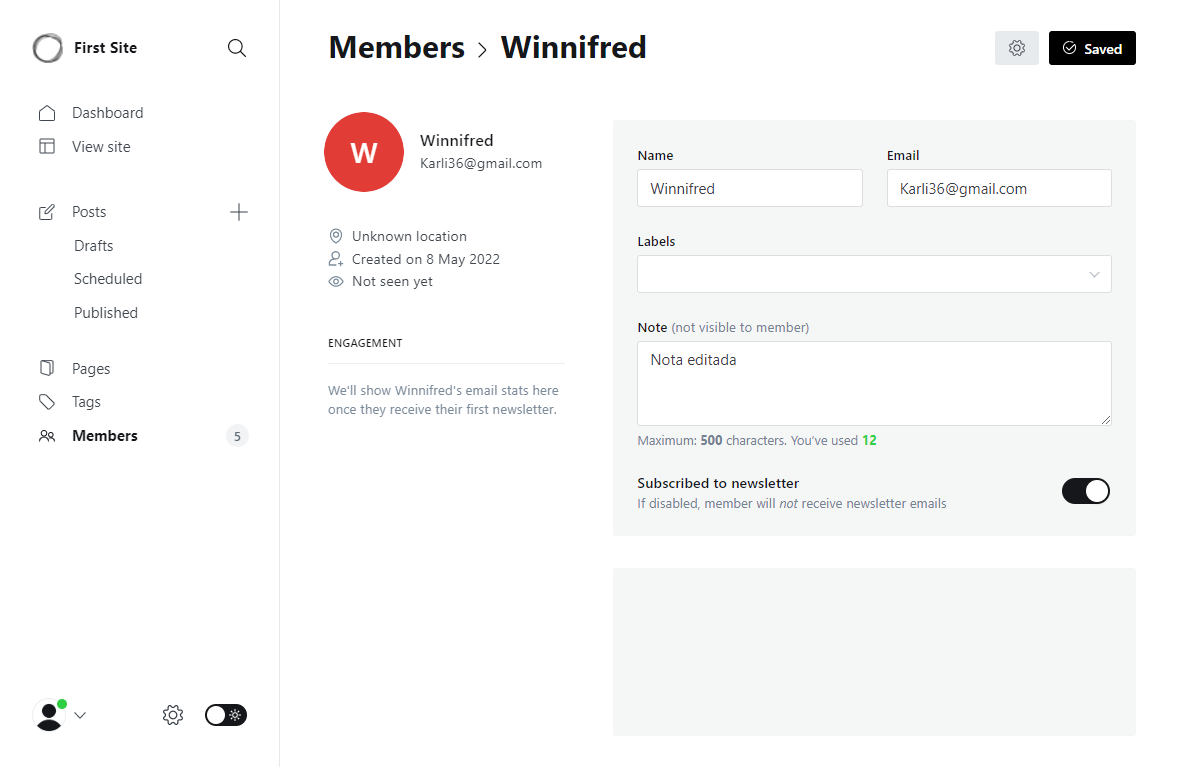 First Site
Dashboard
View site
Posts
Drafts
Scheduled
Published
Pages
Tags
Members 5
Members > Winnifred
Saved
W
Winnifred
Karli36@gmail.com
Unknown location
Created on 8 May 2022
Not seen yet
ENGAGEMENT
We'll show Winnifred's email stats here
once they receive their first newsletter.
Name Email
Winnifred Karli36@gmail.com
Labels
Note (not visible to member)
Nota editada
Maximum: 500 characters. You've used 12
Subscribed to newsletter
If disabled, member will not receive newsletter emails